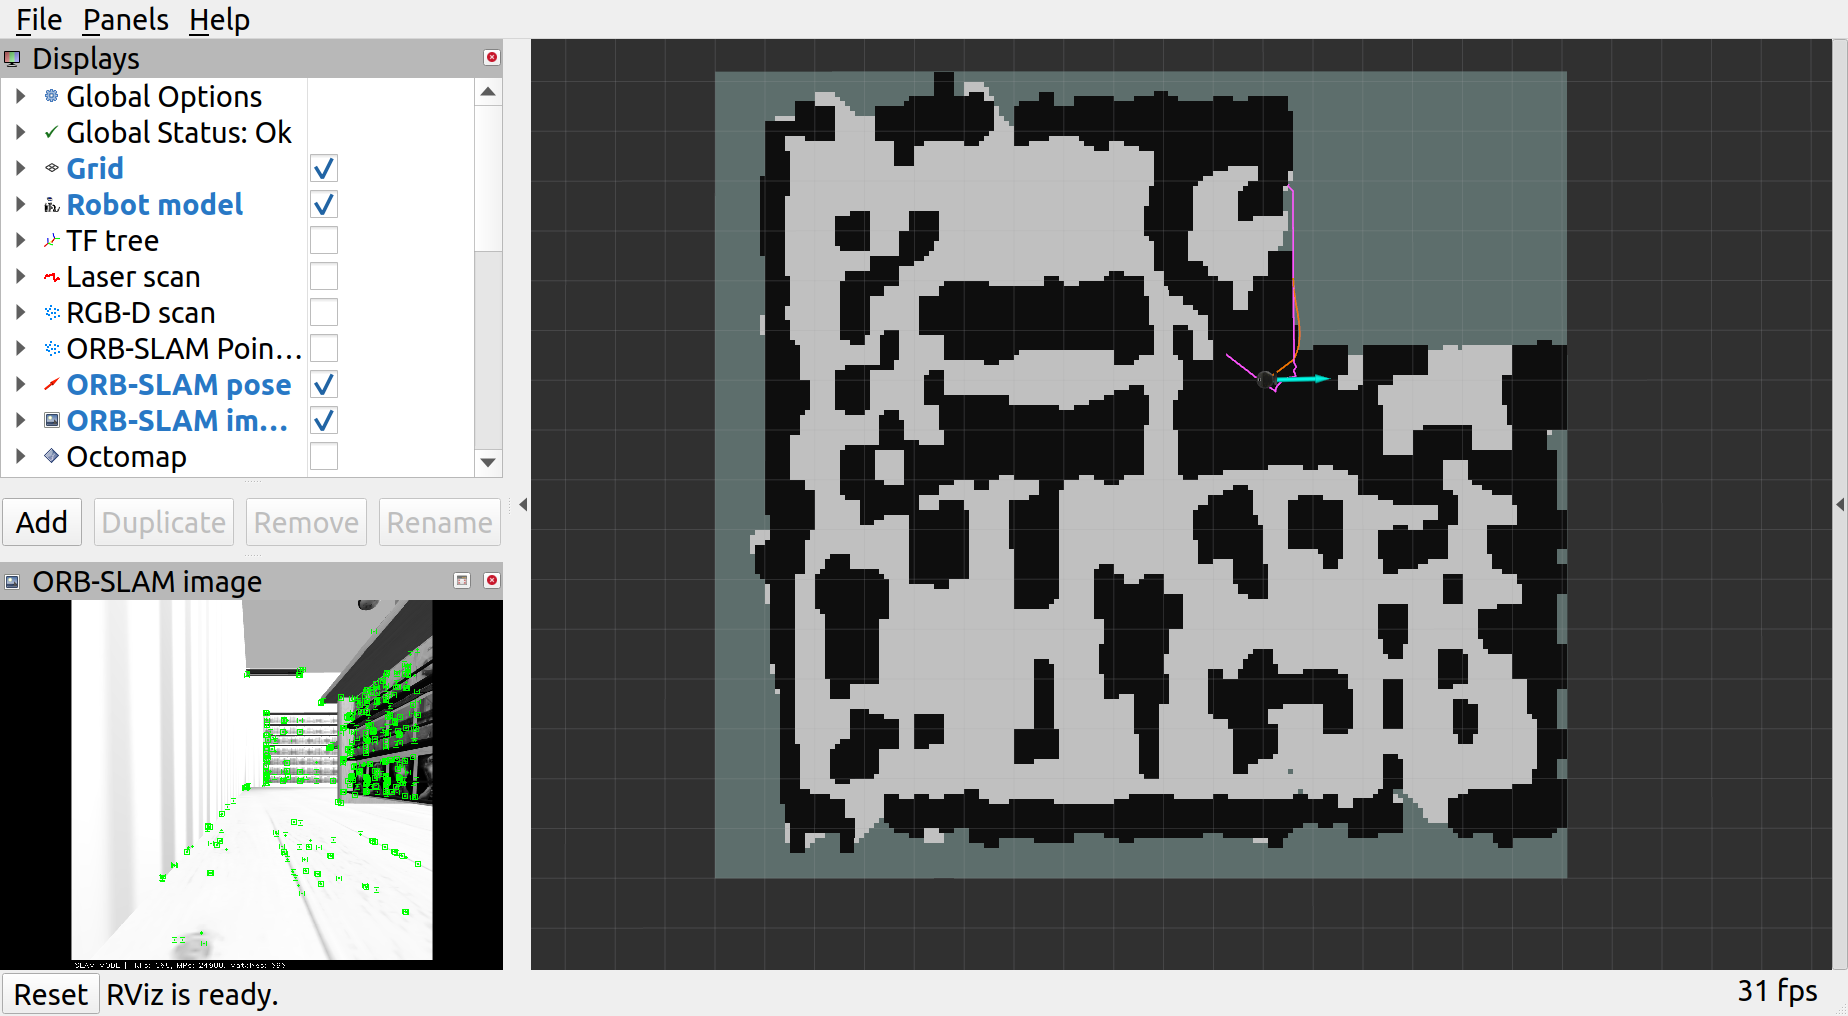 File Panels Help
Displays
Global Options
Global Status: Ok
Grid
Robot model
TF tree
Laser scan
RGB-D scan
ORB-SLAM Poin...
ORB-SLAM pose
ORB-SLAM im...
Octomap
Add Duplicate Remove Rename
ORB-SLAM image
SLAM MODE |
Reset RViz is ready.
31 fps